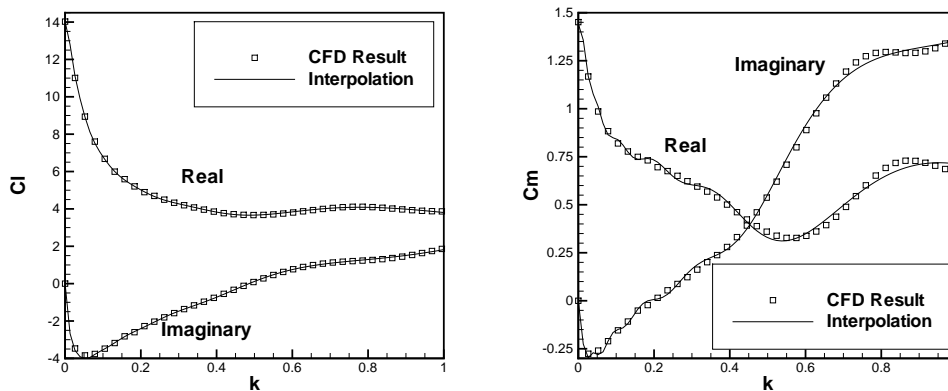 14
12
10
8
6
4
2
0
-2
-4
Cl
0
0.2
0.4
0.6
0.8
1
k
CFD Result
Interpolation
Real
Imaginary
1.5
1.25
1
0.75
0.5
0.25
0
-0.25
Cm
0
0.2
0.4
0.6
0.8
k
Imaginary
Real
CFD Result
Interpolation